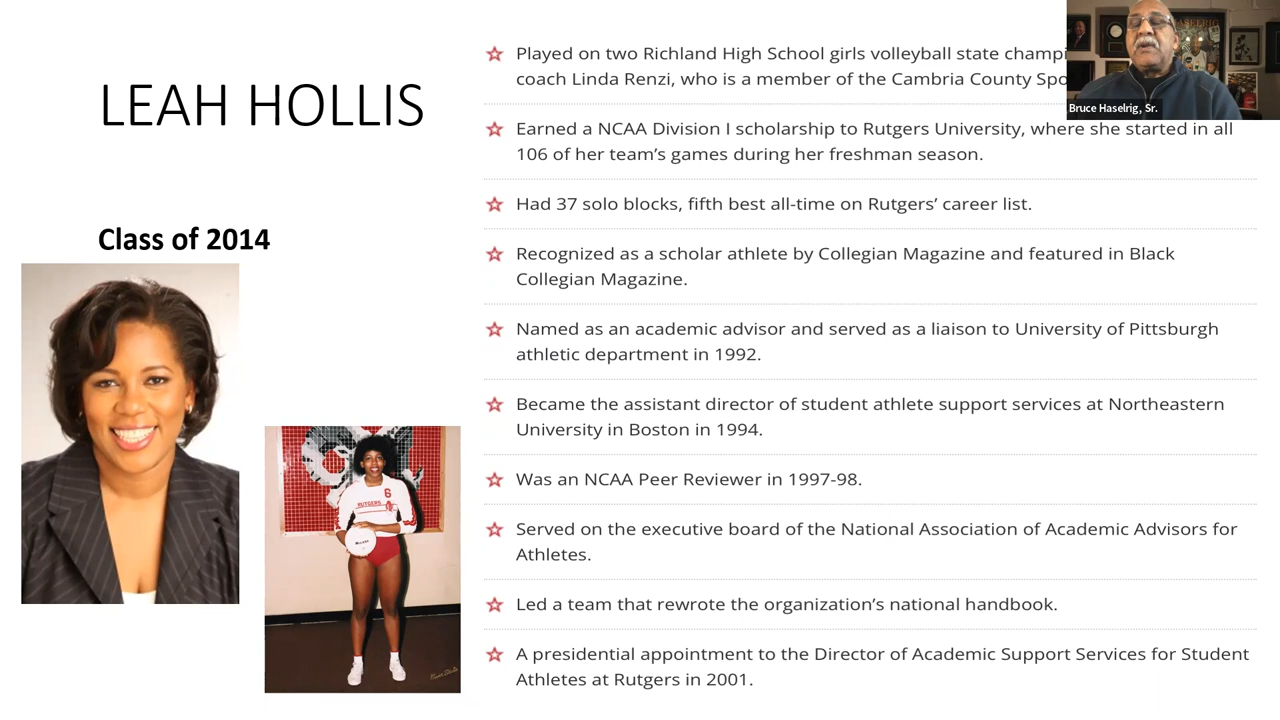 LEAH HOLLIS
Class of 2014
RUTGERS
6
Played on two Richland High School girls volleyball state
coach Linda Renzi, who is a member of the Cambria County
Earned a NCAA Division I scholarship to Rutgers University, where she started in all
106 of her team's games during her freshman season.
Had 37 solo blocks, fifth best all-time on Rutgers' career list.
Recognized as a scholar athlete by Collegian Magazine and featured in Black
Collegian Magazine.
Named as an academic advisor and served as a liaison to University of Pittsburgh
athletic department in 1992.
Became the assistant director of student athlete support services at Northeastern
University in Boston in 1994.
Was an NCAA Peer Reviewer in 1997-98.
Served on the executive board of the National Association of Academic Advisors for
Athletes.
Led a team that rewrote the organization's national handbook.
A presidential appointment to the Director of Academic Support Services for Student
Athletes at Rutgers in 2001.
Bruce Haselrig, Sr.